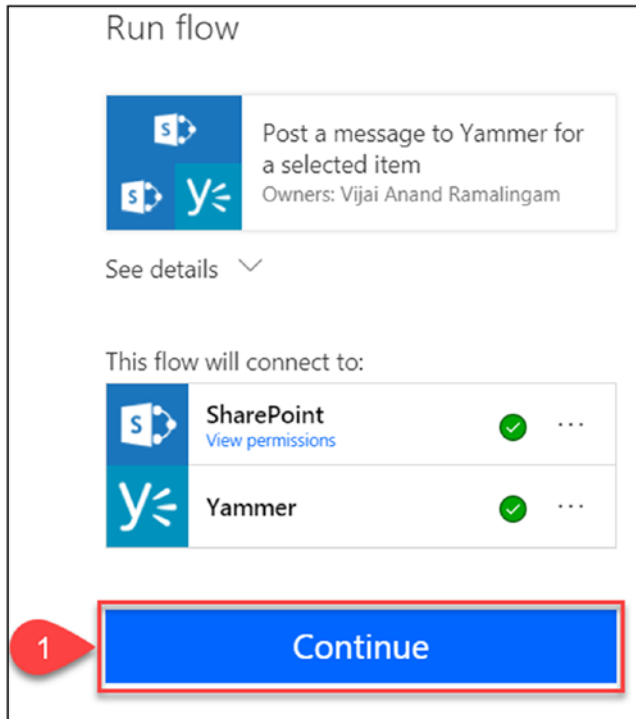 Run flow
Post a message to Yammer for
a selected item
Owners: Vijai Anand Ramalingam
See details
This flow will connect to:
SharePoint
View permissions
Yammer
1
Continue